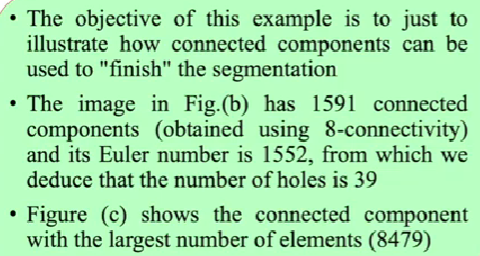 • The objective of this example is to just to
illustrate how connected components can be
used to "finish" the segmentation
• The image in Fig.(b) has 1591 connected
components (obtained using 8-connectivity)
and its Euler number is 1552, from which we
deduce that the number of holes is 39
• Figure (c) shows the connected component
with the largest number of elements (8479)